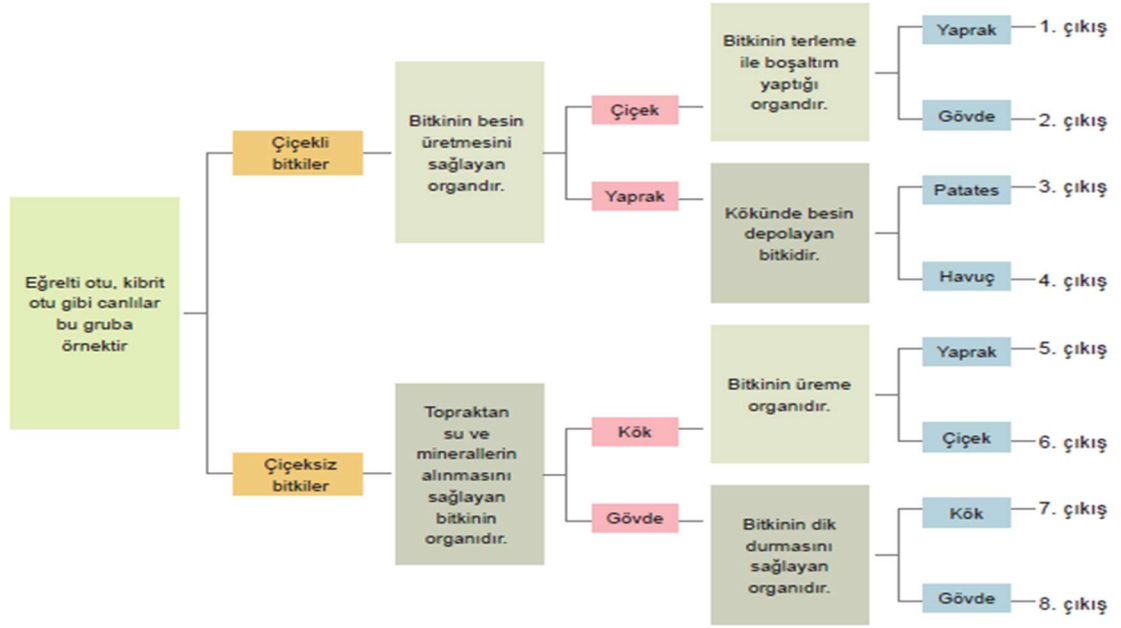 Eğrelti otu, kibrit
otu gibi canlılar
bu gruba
örnektir
Çiçekli
bitkiler
Çiçeksiz
bitkiler
Bitkinin besin
üretmesini
sağlayan
organdır.
Topraktan
su ve
minerallerin
alınmasını
sağlayan
bitkinin
organıdır.
Çiçek
Yaprak
Kök
Gövde
Bitkinin terleme
ile boşaltım
yaptığı
organdır.
Kökünde besin
depolayan
bitkidir.
Bitkinin üreme
organıdır.
Bitkinin dik
durmasını
sağlayan
organıdır.
Yaprak 1. çıkış
Gövde 2. çıkış
Patates 3. çıkış
Havuç 4. çıkış
Yaprak 5. çıkış
Çiçek 6. çıkış
Kök 7. çıkış
Gövde 8. çıkış